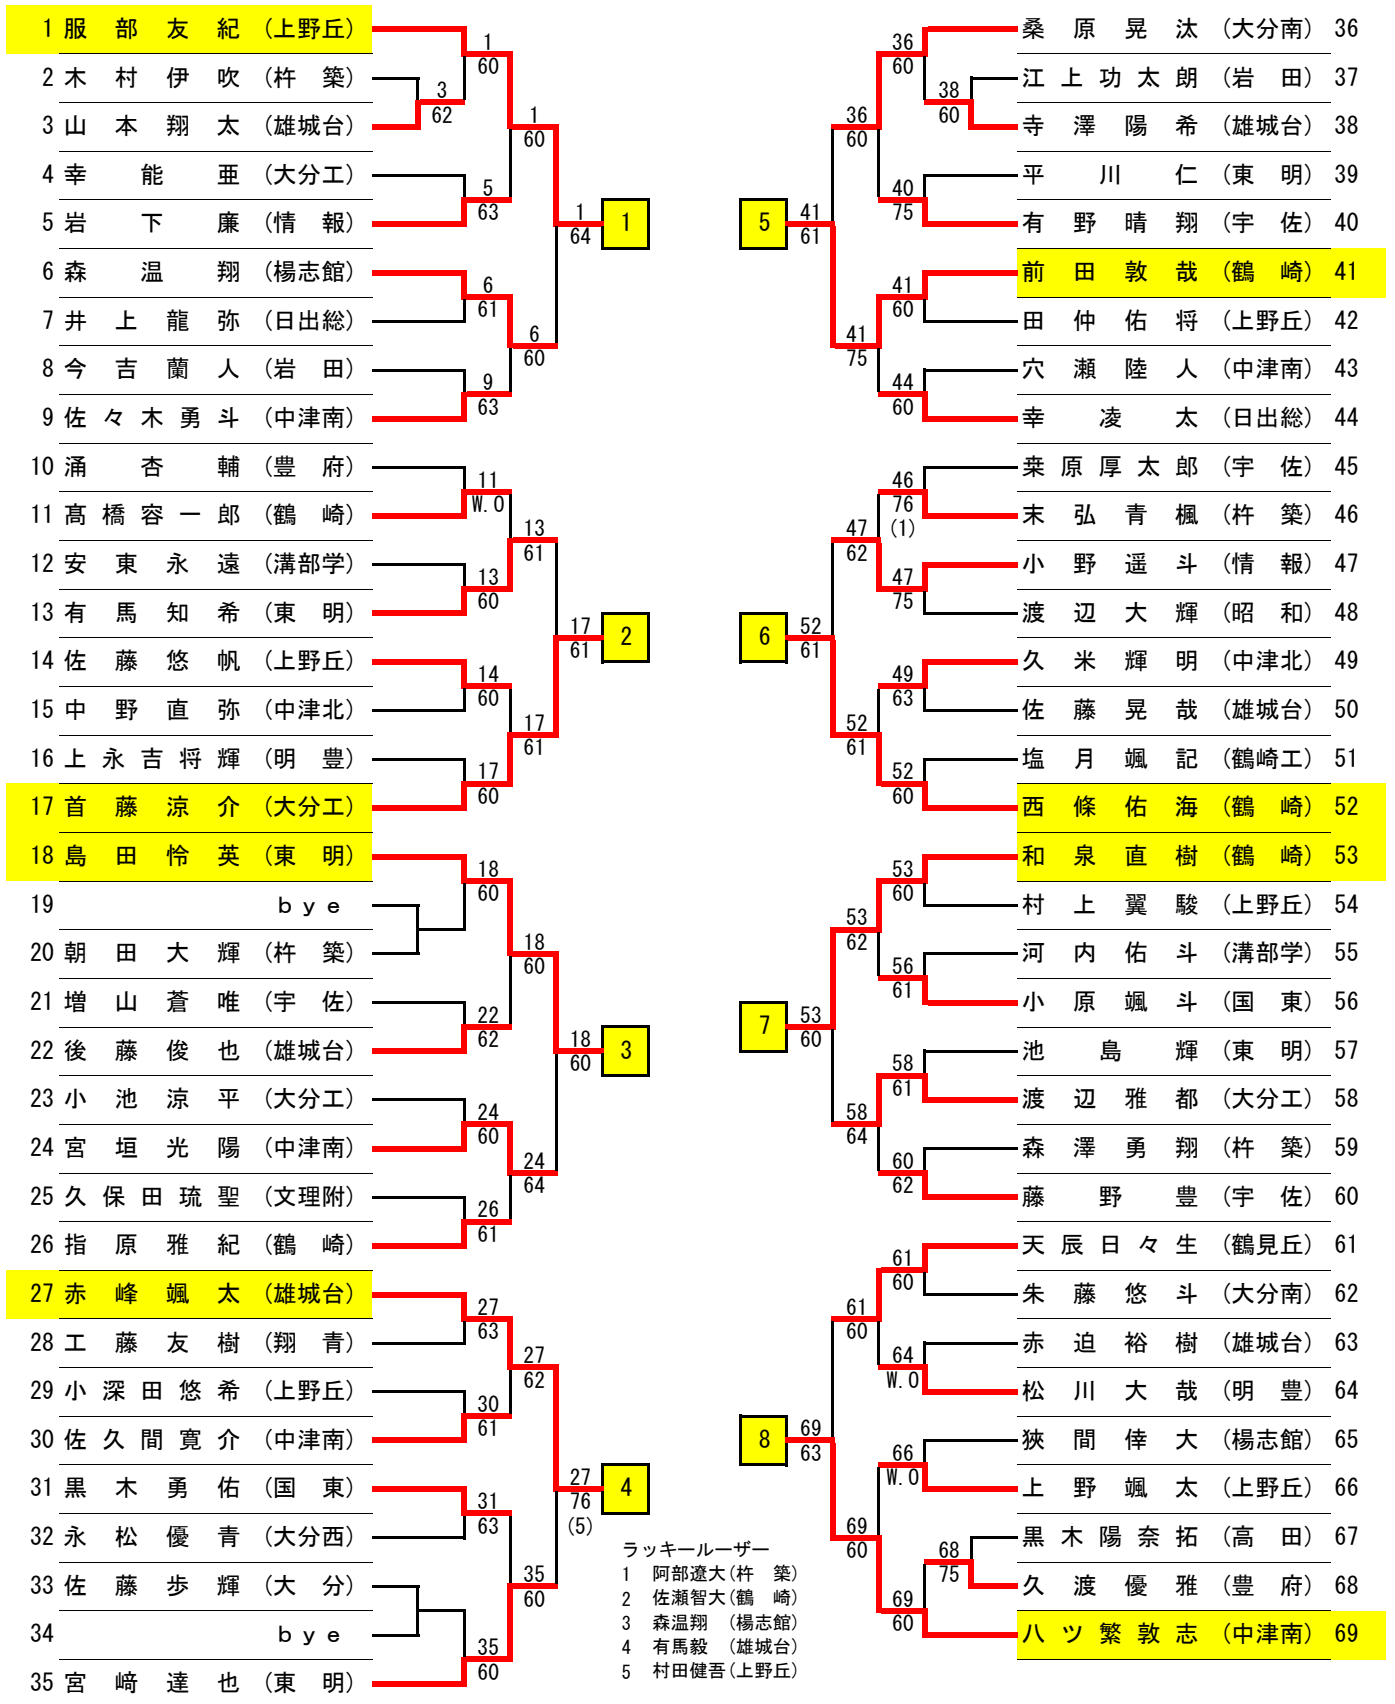 1 服部友紀 (上野丘)
2 木村伊吹 (杵築)
3 山本翔太 (雄城台)
4 幸能亜 (大分工)
5 岩下廉 (情報)
6 森温翔 (楊志館)
7 井上龍弥 (日出総)
8 今吉蘭人 (岩田)
9 佐々木勇斗 (中津南)
10 涌杏輔 (豊府)
11 髙橋容一郎 (鶴崎)
12 安東永遠 (溝部学)
13 有馬知希 (東明)
14 佐藤悠帆 (上野丘)
15 中野直弥 (中津北)
16 上永吉将輝 (明豊)
17 首藤涼介 (大分工)
18 島田怜英 (東明)
19 bye
20 朝田大輝 (杵築)
21 増山蒼唯 (宇佐)
22 後藤俊也 (雄城台)
23 小池涼平 (大分工)
24 宮垣光陽 (中津南)
25 久保田琉聖 (文理附)
26 指原雅紀 (鶴崎)
27 赤峰颯太 (雄城台)
28 工藤友樹 (翔青)
29 小深田悠希 (上野丘)
30 佐久間寛介 (中津南)
31 黒木勇佑 (国東)
32 永松優青 (大分西)
33 佐藤歩輝 (大分)
34 bye
35 宮﨑達也 (東明)
1
60
3
62
5
63
6
61
9
63
11
W.O
13
60
14
60
17
60
18
60
22
62
24
60
26
61
27
63
30
61
31
63
35
60
1
60
6
60
13
61
17
61
18
60
24
64
27
62
35
60
1
64
17
61
18
60
27
76
(5)
1
2
3
4
5
6
7
8
41
61
52
61
53
60
69
63
36
60
41
75
47
62
52
61
53
62
58
64
61
60
69
60
36
60
38
60
40
75
41
60
44
60
46
76
(1)
47
75
49
63
52
60
53
60
56
61
58
61
60
62
61
60
64
W.O
66
W.O
68
75
69
60
桑原晃汰 (大分南) 36
江上功太朗 (岩田) 37
寺澤陽希 (雄城台) 38
平川仁 (東明) 39
有野晴翔 (宇佐) 40
前田敦哉 (鶴崎) 41
田仲佑将 (上野丘) 42
穴瀬陸人 (中津南) 43
幸凌太 (日出総) 44
桒原厚太郎 (宇佐) 45
末弘青楓 (杵築) 46
小野遥斗 (情報) 47
渡辺大輝 (昭和) 48
久米輝明 (中津北) 49
佐藤晃哉 (雄城台) 50
塩月颯記 (鶴崎工) 51
西條佑海 (鶴崎) 52
和泉直樹 (鶴崎) 53
村上翼駿 (上野丘) 54
河内佑斗 (溝部学) 55
小原颯斗 (国東) 56
池島輝 (東明) 57
渡辺雅都 (大分工) 58
森澤勇翔 (杵築) 59
藤野豊 (宇佐) 60
天辰日々生 (鶴見丘) 61
朱藤悠斗 (大分南) 62
赤迫裕樹 (雄城台) 63
松川大哉 (明豊) 64
狭間倖大 (楊志館) 65
上野颯太 (上野丘) 66
黒木陽奈拓 (高田) 67
久渡優雅 (豊府) 68
八ツ繁敦志 (中津南) 69
ラッキールーザー
1 阿部遼大(杵築)
2 佐瀬智大(鶴崎)
3 森温翔 (楊志館)
4 有馬毅 (雄城台)
5 村田健吾(上野丘)